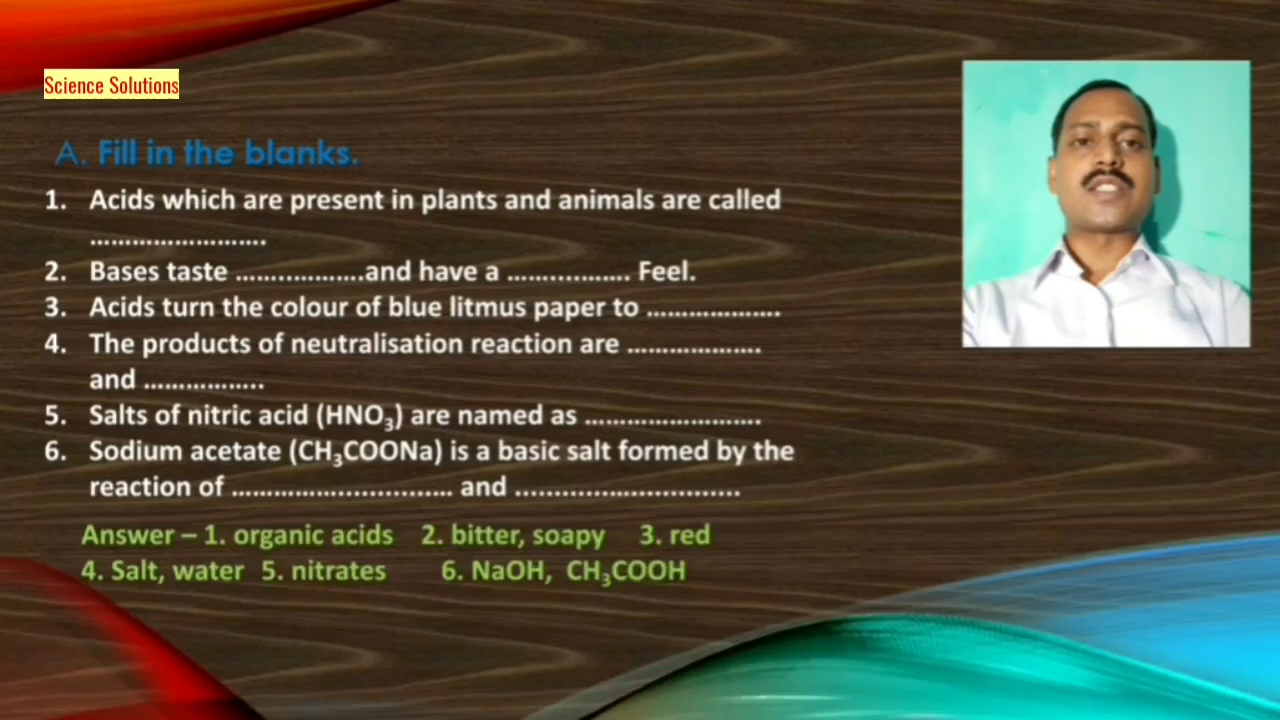 Science Solutions
A. Fill in the blanks.
1. Acids which are present in plants and animals are called
…………………….
2. Bases taste ……..……….and have a ……...……. Feel.
3. Acids turn the colour of blue litmus paper to ……………….
4. The products of neutralisation reaction are ……………….
and ……………..
5. Salts of nitric acid (HNO₃) are named as …………………….
6. Sodium acetate (CH₃COONa) is a basic salt formed by the
reaction of ……………............… and ............…...............
Answer – 1. organic acids 2. bitter, soapy 3. red
4. Salt, water 5. nitrates 6. NaOH, CH₃COOH